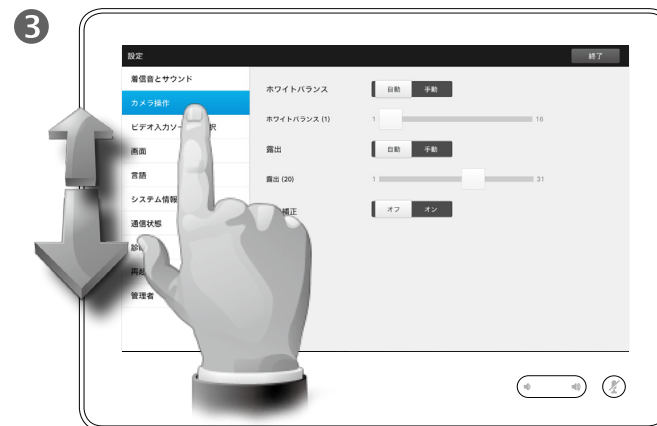 3
設定
終了
着信音とサウンド
カメラ操作
ビデオ入力ソー 択
画面
言語
システム情報
通信状態
診
再起
管理者
ホワイトバランス
自動 手動
ホワイトバランス (1)
1 16
露出
自動 手動
露出 (20)
1 31
補正
オフ オン